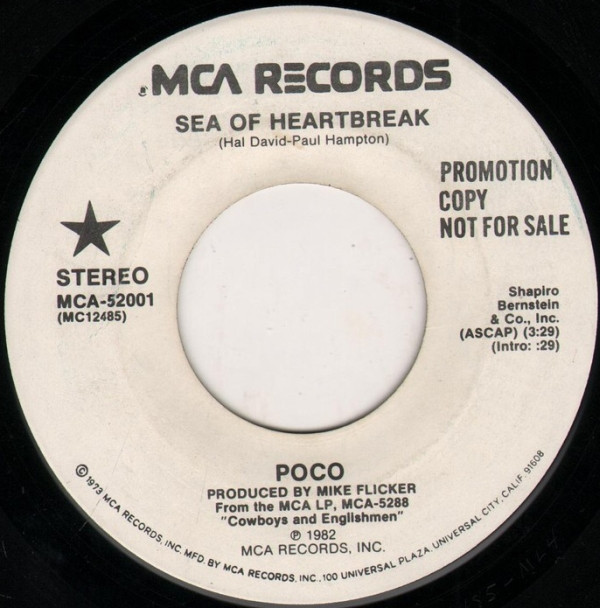 MCA RECORDS
SEA OF HEARTBREAK
(Hal David-Paul Hampton)
PROMOTION
COPY
NOT FOR SALE
STEREO
MCA-52001
(MC12485)
Shapiro
Bernstein
& Co., Inc.
(ASCAP) (3:29)
(Intro: :29)
POCO
PRODUCED BY MIKE FLICKER
From the MCA LP, MCA-5288
"Cowboys and Englishmen"
℗ 1982
MCA RECORDS, INC.
© 1973 MCA RECORDS, INC. MFD. BY MCA RECORDS, INC., 100 UNIVERSAL PLAZA, UNIVERSAL CITY, CALIF. 91608